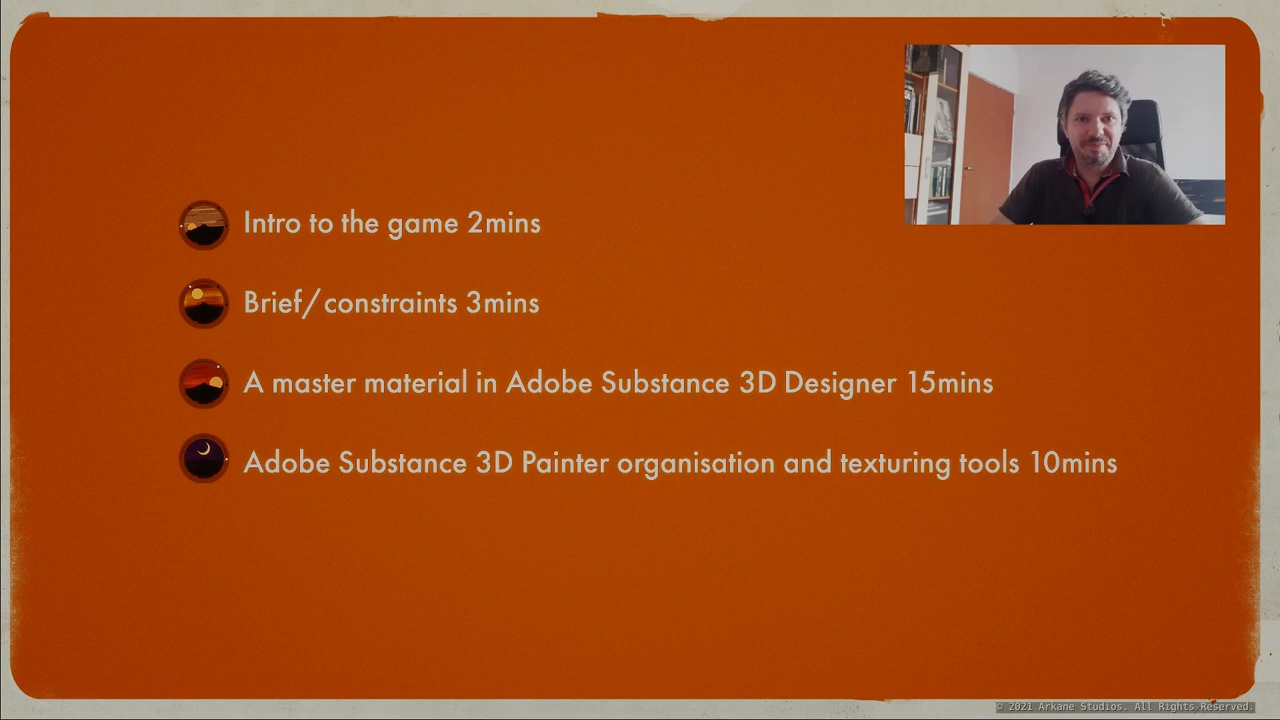 Intro to the game 2mins
Brief/constraints 3mins
A master material in Adobe Substance 3D Designer 15mins
Adobe Substance 3D Painter organisation and texturing tools 10mins
© 2021 Arkane Studios. All Rights Reserved.